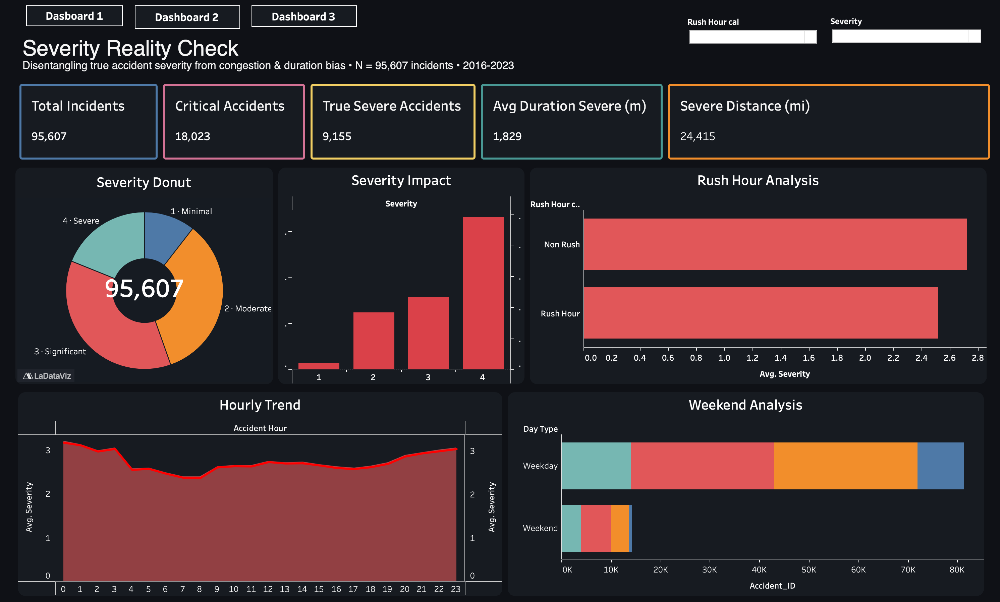 Dasboard 1
Dashboard 2
Dashboard 3
Rush Hour cal
Severity
Severity Reality Check
Disentangling true accident severity from congestion & duration bias • N = 95,607 incidents • 2016-2023
Total Incidents
95,607
Critical Accidents
18,023
True Severe Accidents
9,155
Avg Duration Severe (m)
1,829
Severe Distance (mi)
24,415
Severity Donut
1 · Minimal
4 · Severe
95,607
2 · Moderate
3 · Significant
LaDataViz
Severity Impact
Severity
1 2 3 4
Rush Hour Analysis
Rush Hour c..
Non Rush
Rush Hour
0.0 0.2 0.4 0.6 0.8 1.0 1.2 1.4 1.6 1.8 2.0 2.2 2.4 2.6 2.8
Avg. Severity
Hourly Trend
Accident Hour
Avg. Severity
3
2
1
0
3
2
1
0
Avg. Severity
0 1 2 3 4 5 6 7 8 9 10 11 12 13 14 15 16 17 18 19 20 21 22 23
Weekend Analysis
Day Type
Weekday
Weekend
0K 10K 20K 30K 40K 50K 60K 70K 80K
Accident_ID